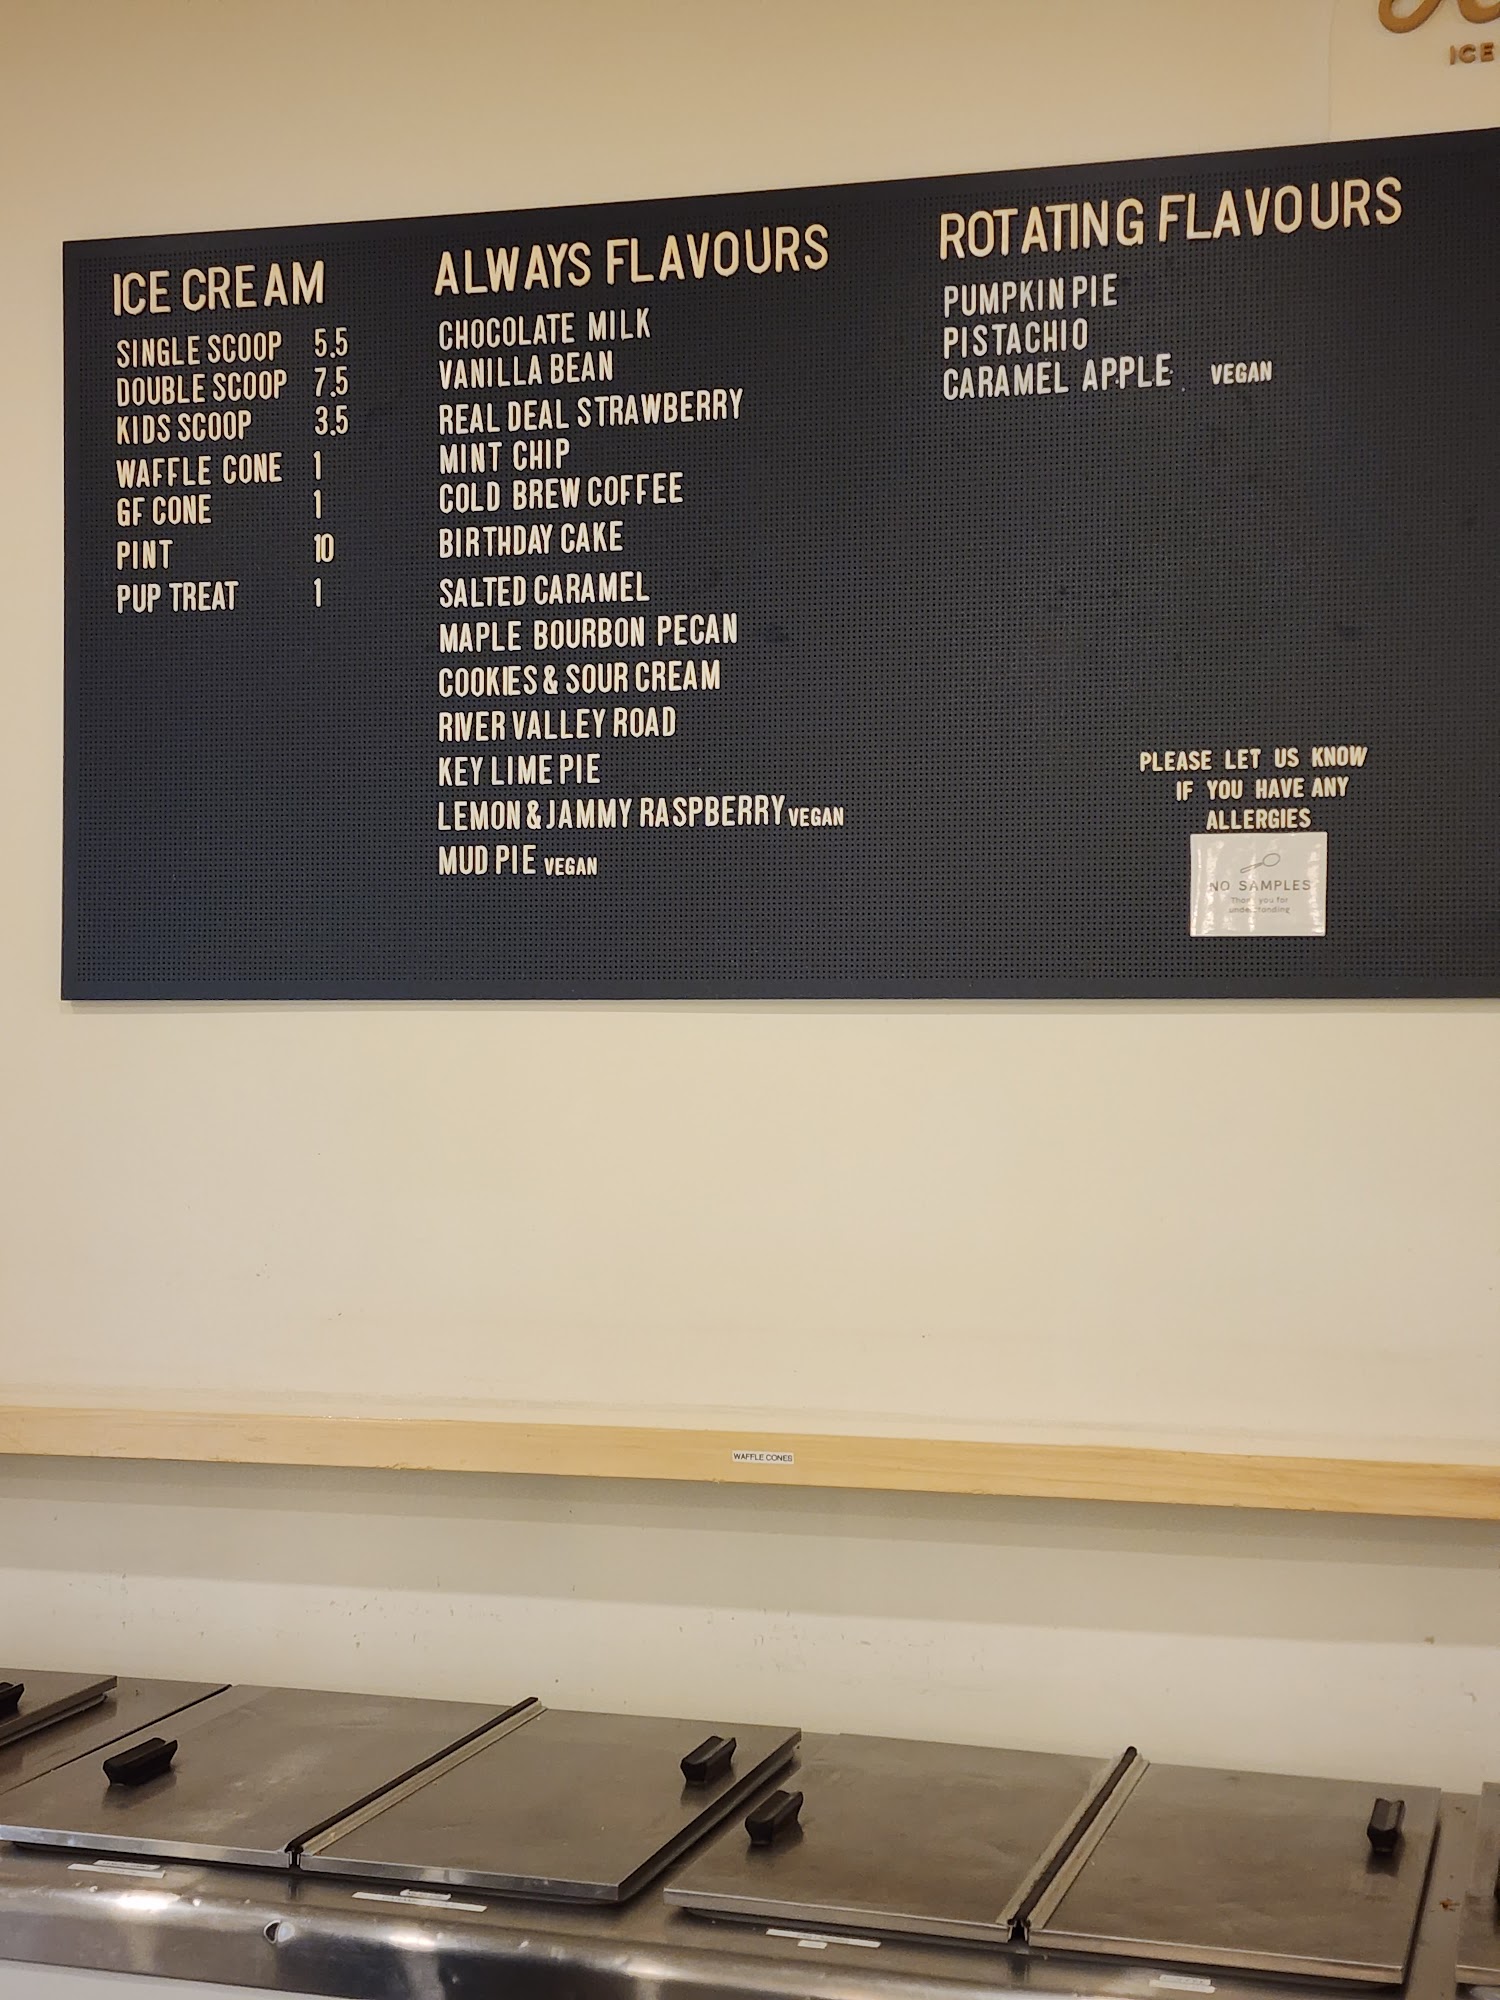 ICE
ICE CREAM
SINGLE SCOOP 5.5
DOUBLE SCOOP 7.5
KIDS SCOOP 3.5
WAFFLE CONE 1
GF CONE 1
PINT 10
PUP TREAT 1
ALWAYS FLAVOURS
CHOCOLATE MILK
VANILLA BEAN
REAL DEAL STRAWBERRY
MINT CHIP
COLD BREW COFFEE
BIRTHDAY CAKE
SALTED CARAMEL
MAPLE BOURBON PECAN
COOKIES & SOUR CREAM
RIVER VALLEY ROAD
KEY LIME PIE
LEMON & JAMMY RASPBERRY VEGAN
MUD PIE VEGAN
ROTATING FLAVOURS
PUMPKIN PIE
PISTACHIO
CARAMEL APPLE VEGAN
PLEASE LET US KNOW
IF YOU HAVE ANY
ALLERGIES
NO SAMPLES
Thank you for
understanding
WAFFLE CONES